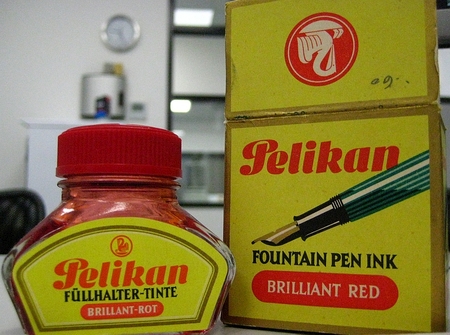 Pelikan
FOUNTAIN PEN INK
BRILLIANT RED
Pelikan
FÜLLHALTER-TINTE
BRILLANT-ROT